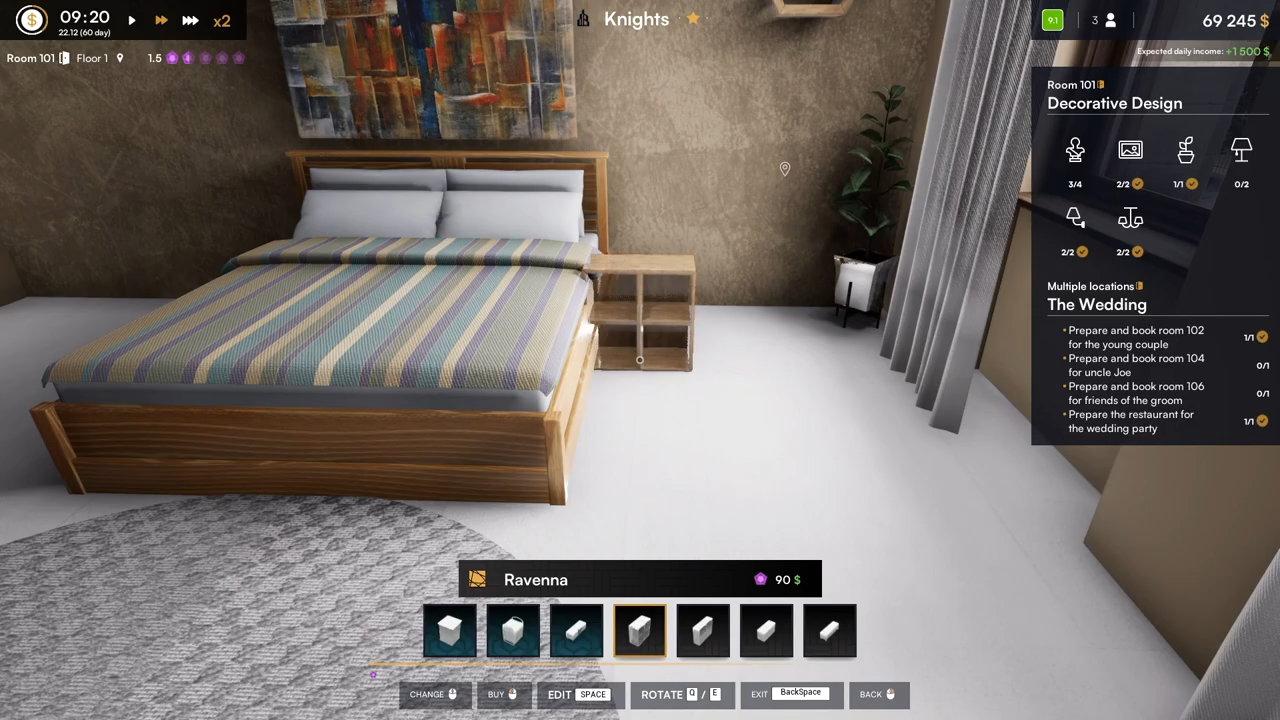 09:20
22.12 (60 day)
x2
Knights
9.1
3
69 245 $
Expected daily income: +1 500 $
Room 101
Floor 1
1.5
Room 101
Decorative Design
3/4
2/2
1/1
0/2
2/2
2/2
Multiple locations
The Wedding
Prepare and book room 102
for the young couple
1/1
Prepare and book room 104
for uncle Joe
0/1
Prepare and book room 106
for friends of the groom
0/1
Prepare the restaurant for
the wedding party
1/1
Ravenna
90 $
CHANGE
BUY
EDIT SPACE
ROTATE Q / E
EXIT BackSpace
BACK